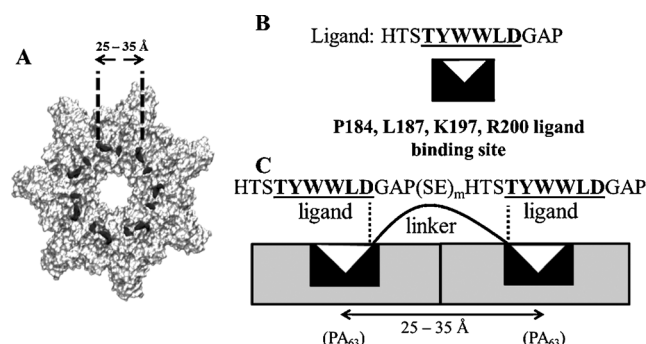 A
25 – 35 Å
B
Ligand: HTSTYWWLDGAP
P184, L187, K197, R200 ligand
binding site
C
HTSTYWWLDGAP(SE)mHTSTYWWLDGAP
ligand
linker
ligand
25 – 35 Å
(PA63)
(PA63)